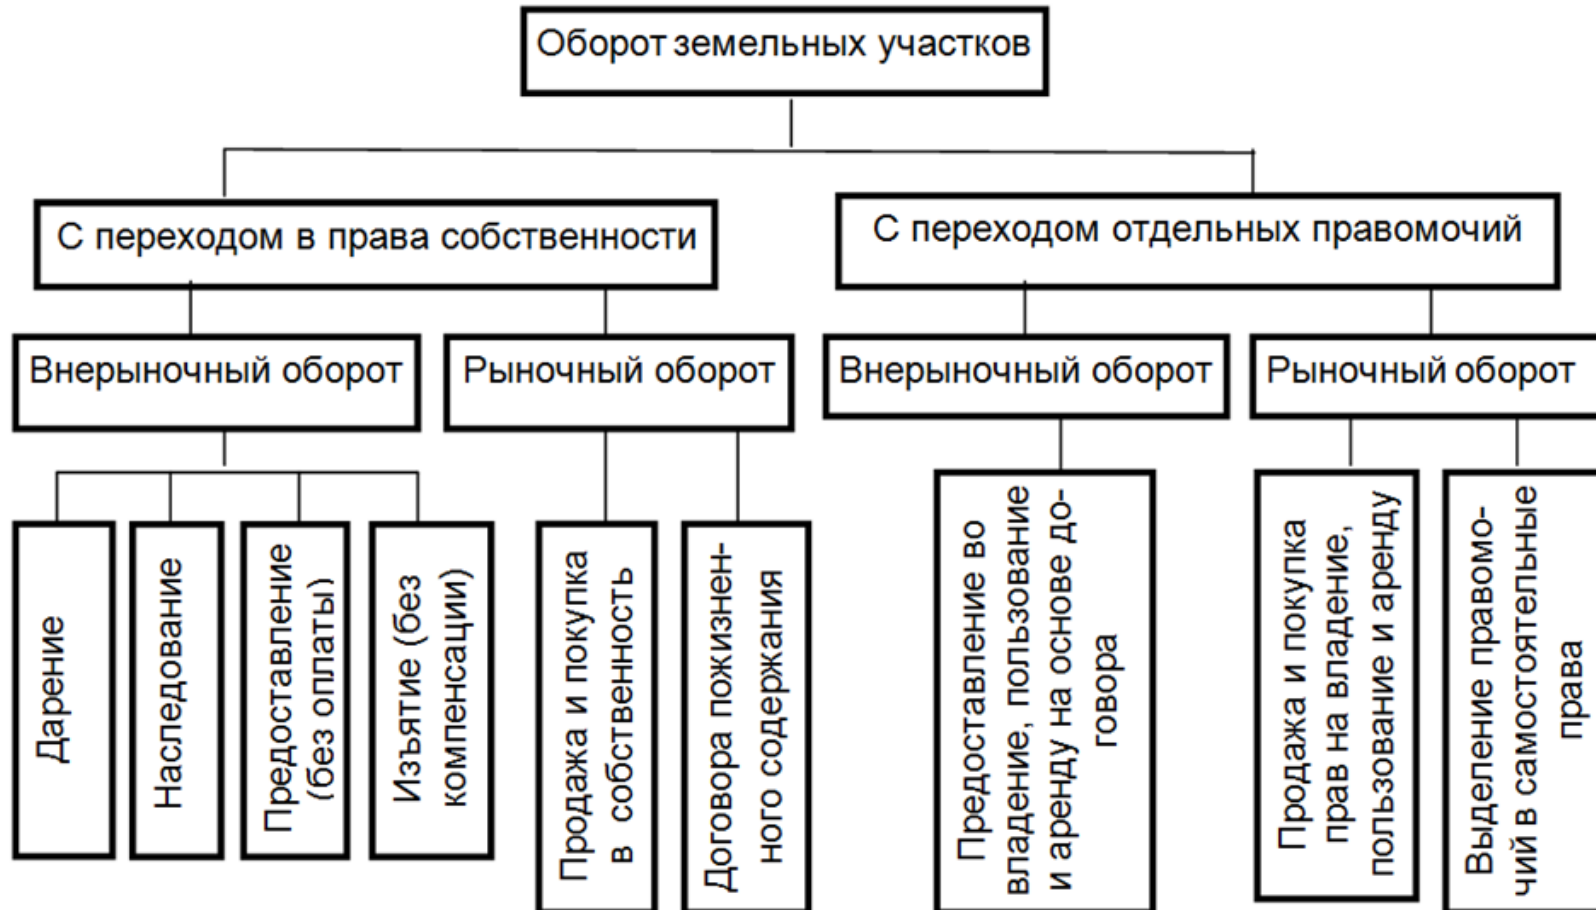 Оборот земельных участков
С переходом в права собственности
С переходом отдельных правомочий
Внерыночный оборот
Рыночный оборот
Внерыночный оборот
Рыночный оборот
Дарение
Наследование
Предоставление
(без оплаты)
Изъятие (без
компенсации)
Продажа и покупка
в собственность
Договора пожизнен-
ного содержания
Предоставление во
владение, пользование
и аренду на основе до-
говора
Продажа и покупка
прав на владение,
пользование и аренду
Выделение правомо-
чий в самостоятельные
права